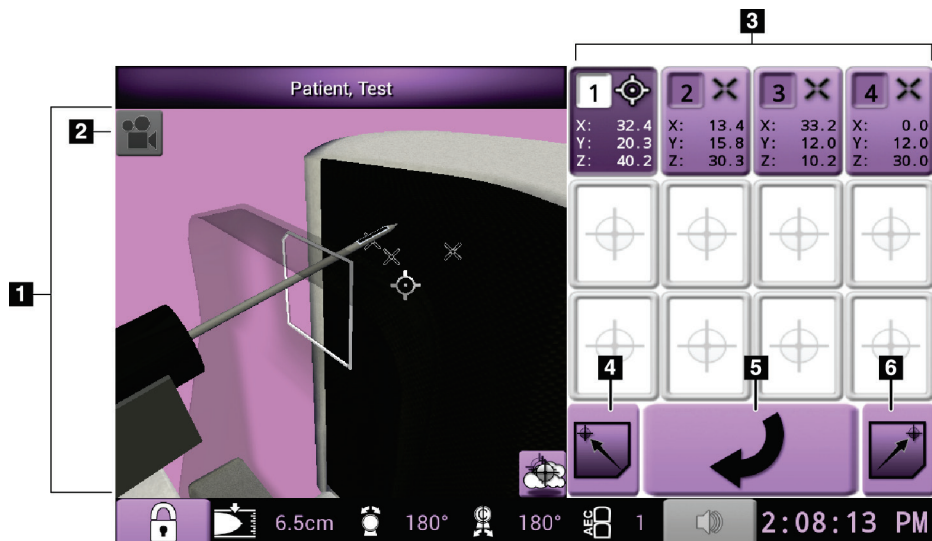 3
Patient, Test
1 2 3 4
X: 32.4 X: 13.4 X: 33.2 X: 0.0
Y: 20.3 Y: 15.8 Y: 12.0 Y: 12.0
Z: 40.2 Z: 30.3 Z: 10.2 Z: 30.0
2
1
4 5 6
6.5cm 180° C 180° AEC 1 2:08:13 PM